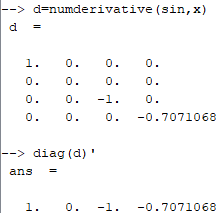 --> d=numderivative(sin,x)
d  =
1.   0.   0.   0.
0.   0.   0.   0.
0.   0.  -1.   0.
0.   0.   0.  -0.7071068
--> diag(d)'
ans  =
1.   0.  -1.  -0.7071068